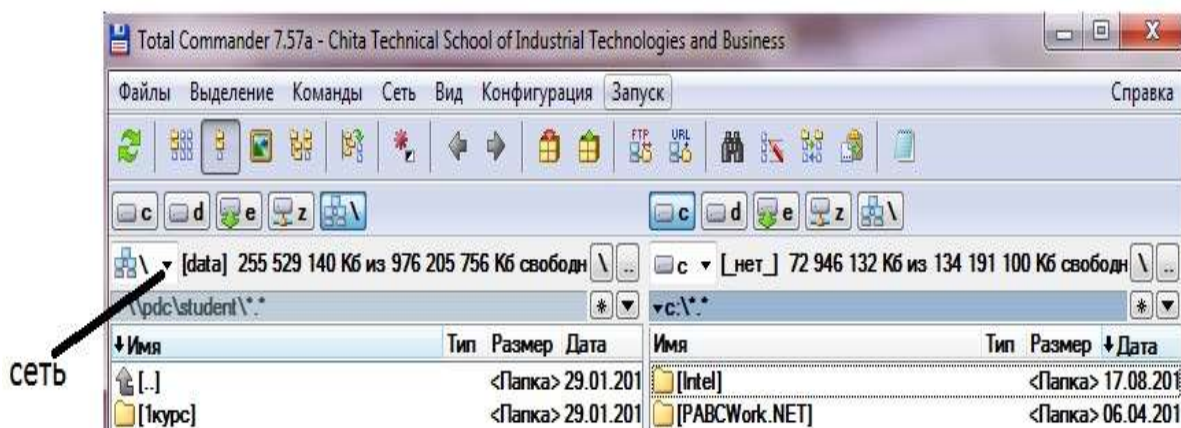 Total Commander 7.57a - Chita Technical School of Industrial Technologies and Business
Файлы Выделение Команды Сеть Вид Конфигурация Запуск Справка
FTP URL
c d e z \ c d e z \
\ [data] 255 529 140 Кб из 976 205 756 Кб свободн \ .. c [_нет_] 72 946 132 Кб из 134 191 100 Кб свободн \ ..
\\pdc\student\*.* * c:\*.* *
Имя Тип Размер Дата Имя Тип Размер Дата
сеть
[..] <Папка> 29.01.201 [Intel] <Папка> 17.08.201
[1курс] <Папка> 29.01.201 [PABCWork.NET] <Папка> 06.04.201